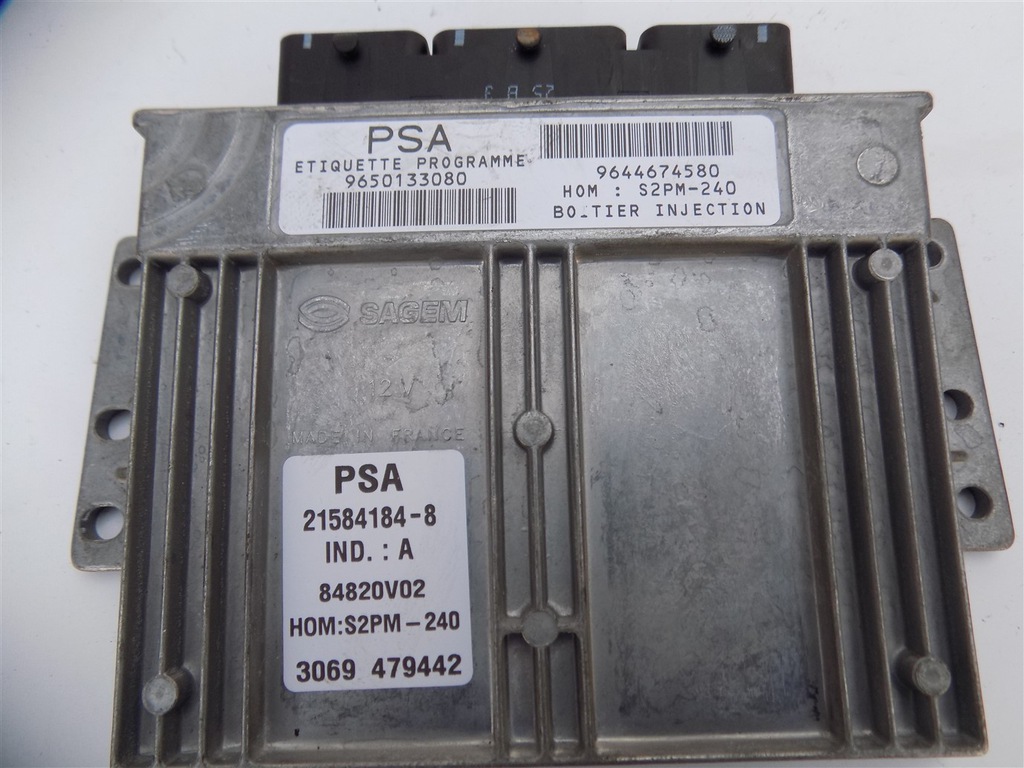 PSA
ETIQUETTE PROGRAMME
9650133080
9644674580
HOM : S2PM-240
BOITIER INJECTION
SAGEM
12V
MADE IN FRANCE
PSA
21584184-8
IND. : A
84820V02
HOM:S2PM-240
3069 479442